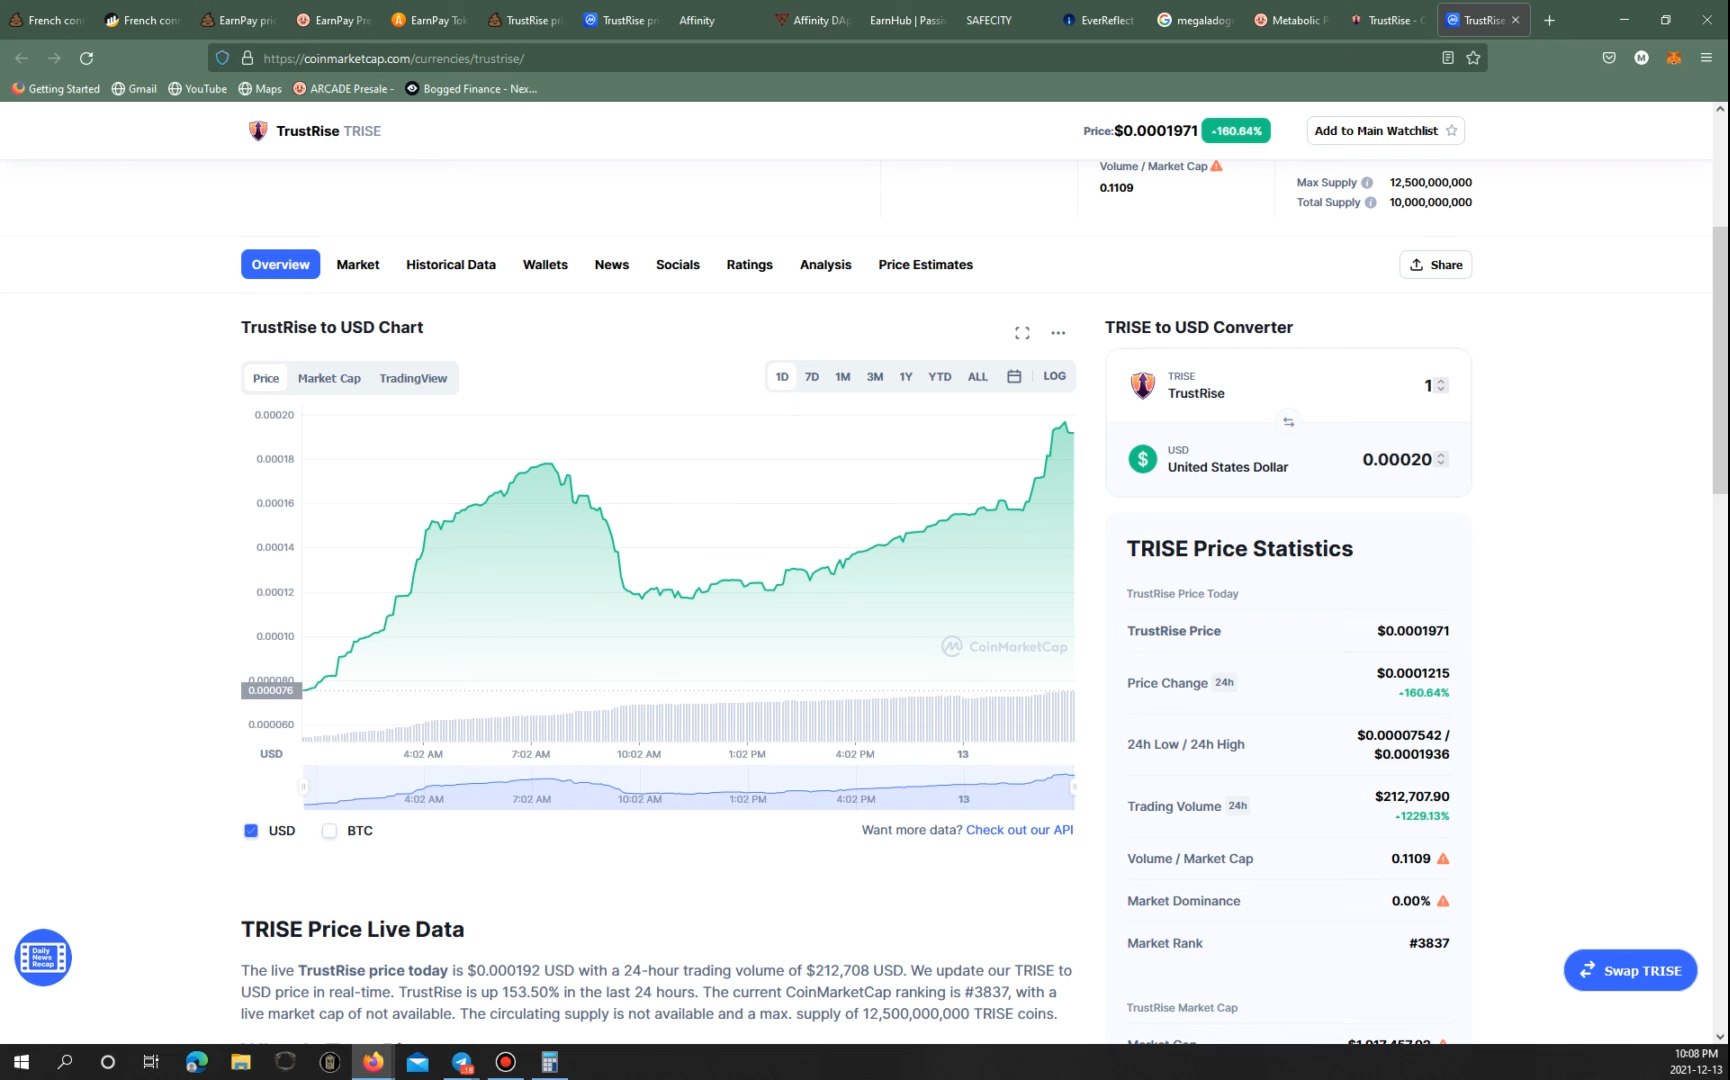 French con
French conn
EarnPay pri
EarnPay Pre
EarnPay Tok
TrustRise pri
TrustRise pri
Affinity
Affinity DAp
EarnHub | Passiv
SAFECITY
EverReflect
megaladog
Metabolic P
TrustRise - C
TrustRise
https://coinmarketcap.com/currencies/trustrise/
Getting Started
Gmail
YouTube
Maps
ARCADE Presale -
Bogged Finance - Nex...
TrustRise TRISE
Price:$0.0001971
160.64%
Add to Main Watchlist
Volume / Market Cap
0.1109
Max Supply 12,500,000,000
Total Supply 10,000,000,000
Overview
Market
Historical Data
Wallets
News
Socials
Ratings
Analysis
Price Estimates
Share
TrustRise to USD Chart
Price
Market Cap
TradingView
1D 7D 1M 3M 1Y YTD ALL LOG
0.00020
0.00018
0.00016
0.00014
0.00012
0.00010
0.000080
0.000076
0.000060
CoinMarketCap
USD
4:02 AM 7:02 AM 10:02 AM 1:02 PM 4:02 PM 13
4:02 AM 7:02 AM 10:02 AM 1:02 PM 4:02 PM 13
USD
BTC
Want more data? Check out our API
TRISE to USD Converter
TRISE
TrustRise
1
USD
United States Dollar
0.00020
TRISE Price Statistics
TrustRise Price Today
TrustRise Price $0.0001971
Price Change 24h $0.0001215
160.64%
24h Low / 24h High $0.00007542 /
$0.0001936
Trading Volume 24h $212,707.90
1229.13%
Volume / Market Cap 0.1109
Market Dominance 0.00%
Market Rank #3837
TrustRise Market Cap
TRISE Price Live Data
The live TrustRise price today is $0.000192 USD with a 24-hour trading volume of $212,708 USD. We update our TRISE to
USD price in real-time. TrustRise is up 153.50% in the last 24 hours. The current CoinMarketCap ranking is #3837, with a
live market cap of not available. The circulating supply is not available and a max. supply of 12,500,000,000 TRISE coins.
Daily
News
Recap
Swap TRISE
10:08 PM
2021-12-13